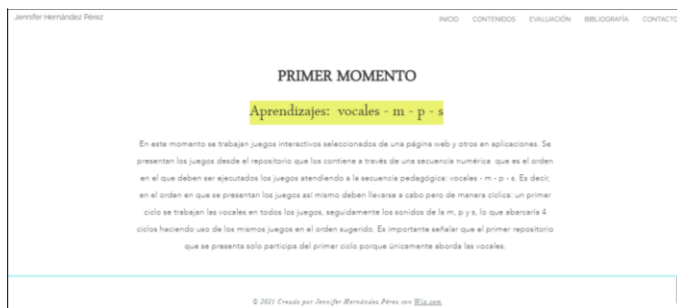 Jennifer Hernández Pérez
INICIO CONTENIDOS EVALUACIÓN BIBLIOGRAFÍA CONTACTO
PRIMER MOMENTO
Aprendizajes: vocales - m - p - s
En este momento se trabajan juegos interactivos seleccionados de una página web y otros en aplicaciones. Se
presentan los juegos desde el repositorio que los contiene a través de una secuencia numérica que es el orden
en el que deben ser ejecutados los juegos atendiendo a la secuencia pedagógica: vocales - m - p - s. Es decir,
en el orden en que se presentan los juegos así mismo deben llevarse a cabo pero de manera cíclica: un primer
ciclo se trabajan las vocales en todos los juegos, seguidamente los sonidos de la m, p y s, lo que abarcaría 4
ciclos haciendo uso de los mismos juegos en el orden sugerido. Es importante señalar que el primer repositorio
que se presenta solo participa del primer ciclo porque únicamente aborda las vocales.
© 2021 Creado por Jennifer Hernández Pérez con Wix.com